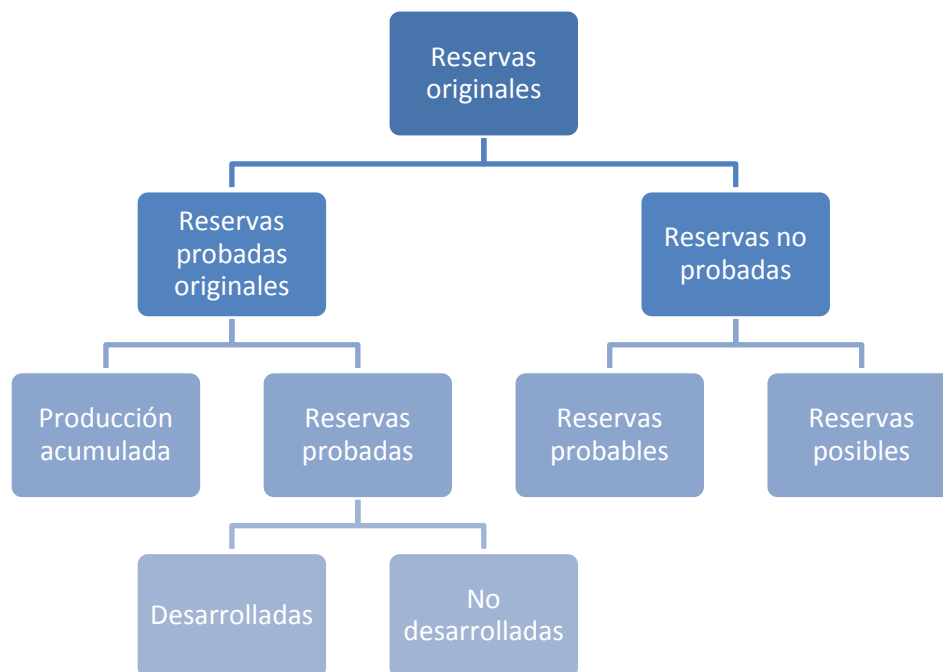 Reservas
originales
Reservas
probadas
originales
Reservas no
probadas
Producción
acumulada
Reservas
probadas
Reservas
probables
Reservas
posibles
Desarrolladas
No
desarrolladas